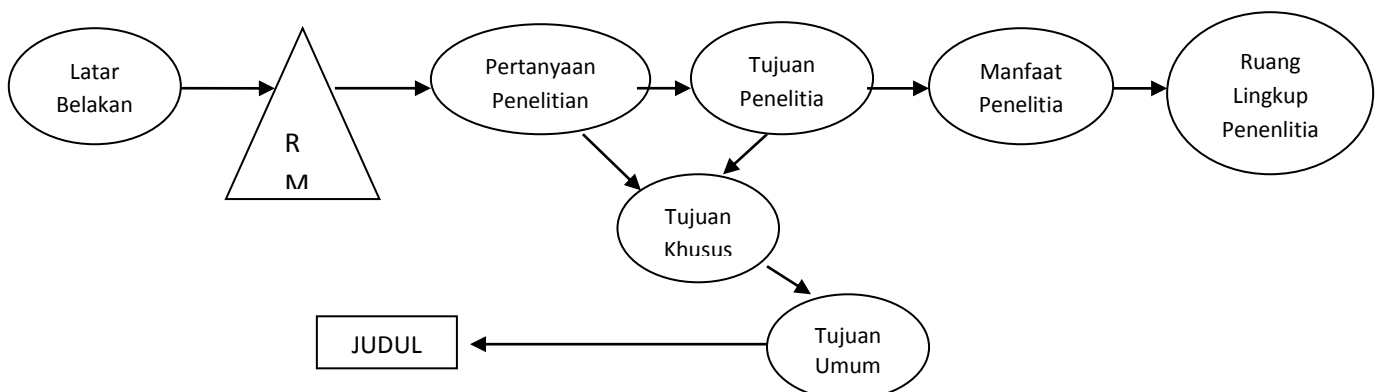 Latar
Belakan
R
M
Pertanyaan
Penelitian
Tujuan
Penelitia
Manfaat
Penelitia
Ruang
Lingkup
Penenlitia
Tujuan
Khusus
Tujuan
Umum
JUDUL